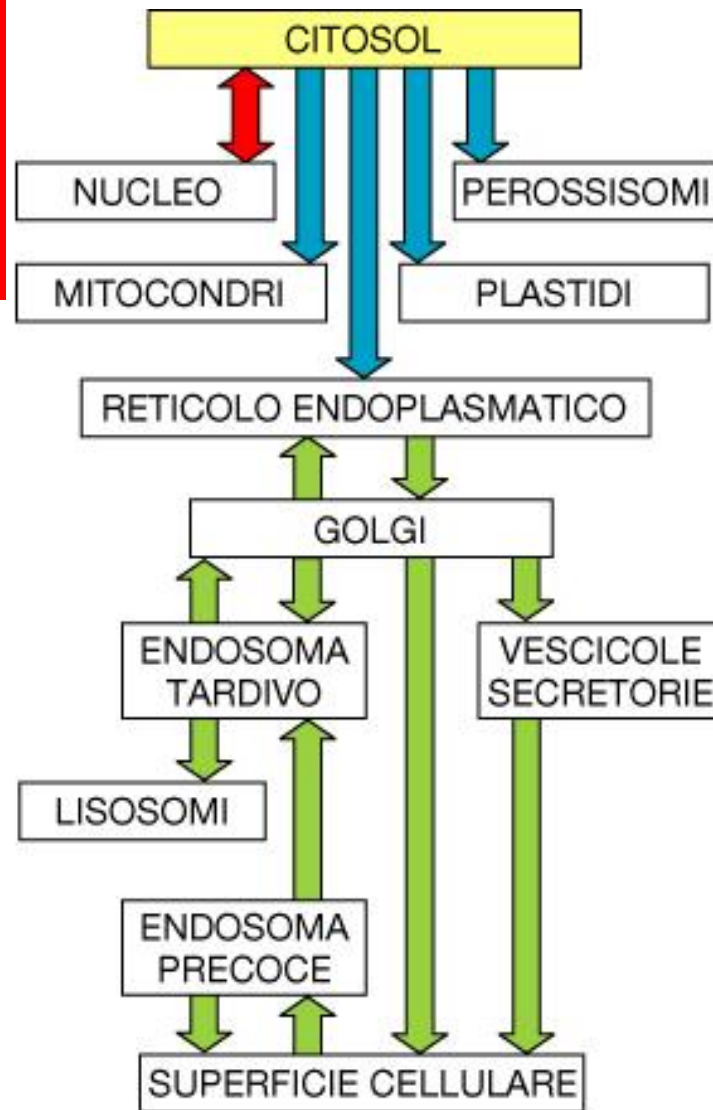 CITOSOL
NUCLEO
PEROSSISOMI
MITOCONDRI
PLASTIDI
RETICOLO ENDOPLASMATICO
GOLGI
ENDOSOMA
TARDIVO
VESCICOLE
SECRETORIE
LISOSOMI
ENDOSOMA
PRECOCE
SUPERFICIE CELLULARE